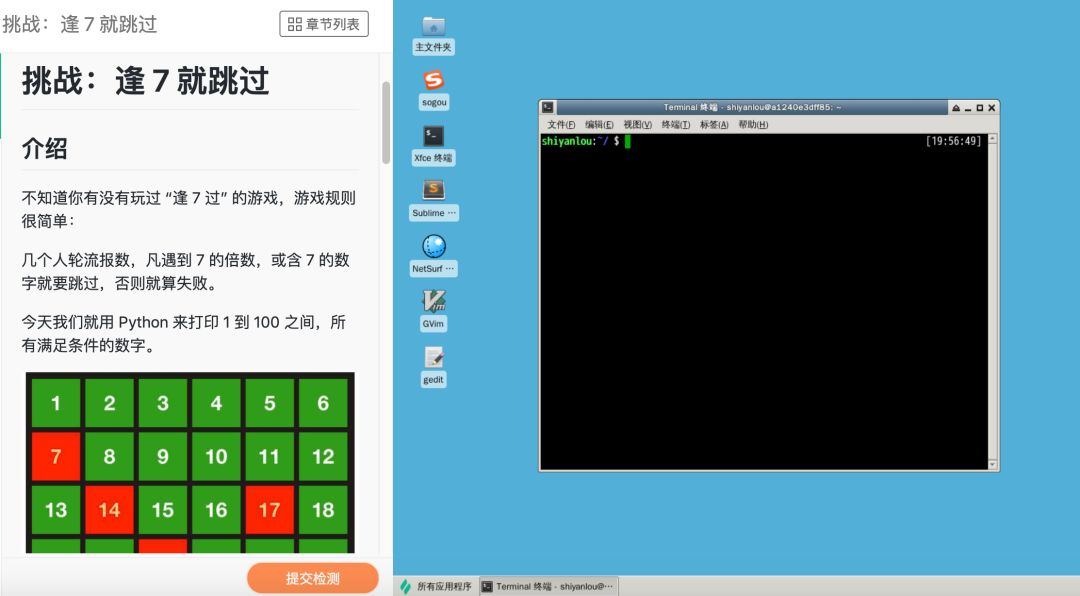 挑战：逢 7 就跳过
章节列表
挑战：逢 7 就跳过
介绍
不知道你有没有玩过 “逢 7 过” 的游戏，游戏规则
很简单：
几个人轮流报数，凡遇到 7 的倍数，或含 7 的数
字就要跳过，否则就算失败。
今天我们就用 Python 来打印 1 到 100 之间，所
有满足条件的数字。
1 2 3 4 5 6
7 8 9 10 11 12
13 14 15 16 17 18
提交检测
主文件夹
sogou
Xfce 终端
Sublime ···
NetSurf ···
GVim
gedit
Terminal 终端 - shiyanlou@a1240e3dff85: ~
文件(F) 编辑(E) 视图(V) 终端(T) 标签(A) 帮助(H)
shiyanlou:~/ $ [19:56:49]
所有应用程序
Terminal 终端 - shiyanlou@···